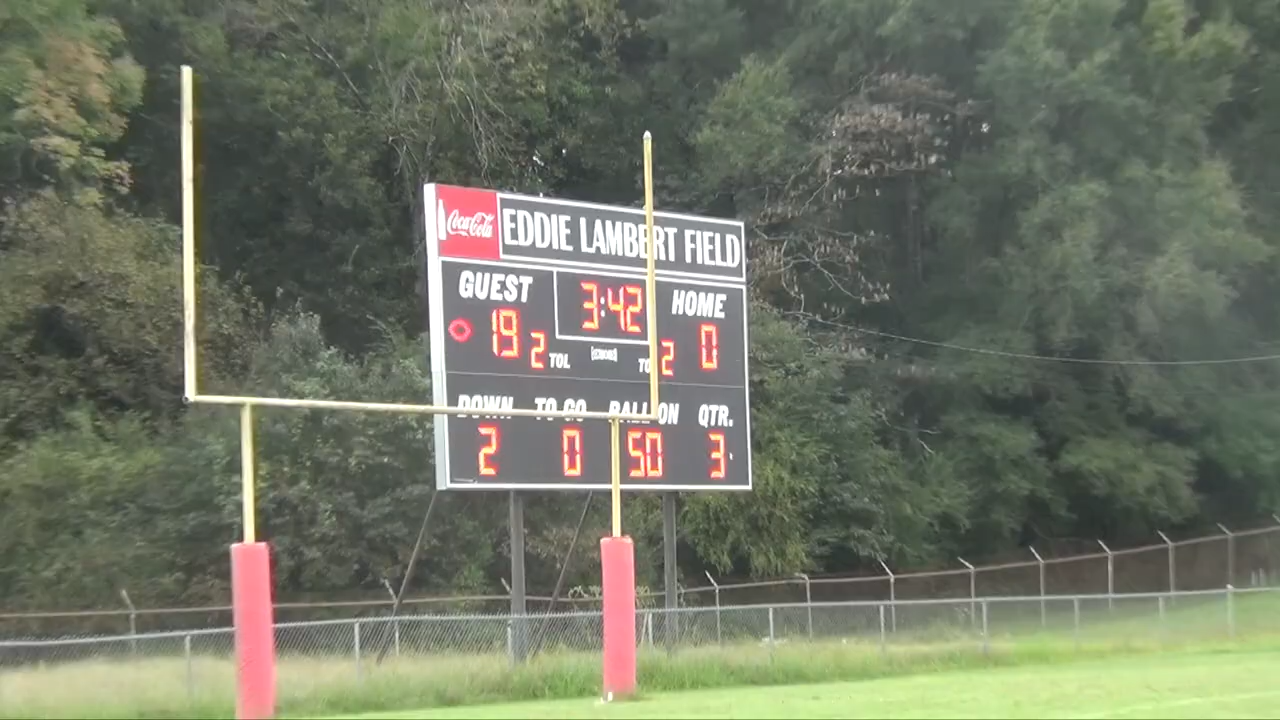 Coca-Cola EDDIE LAMBERT FIELD
GUEST 3:42 HOME
19 2 TOL TO 2 0
DOWN TO GO BALL ON QTR.
2 0 50 3